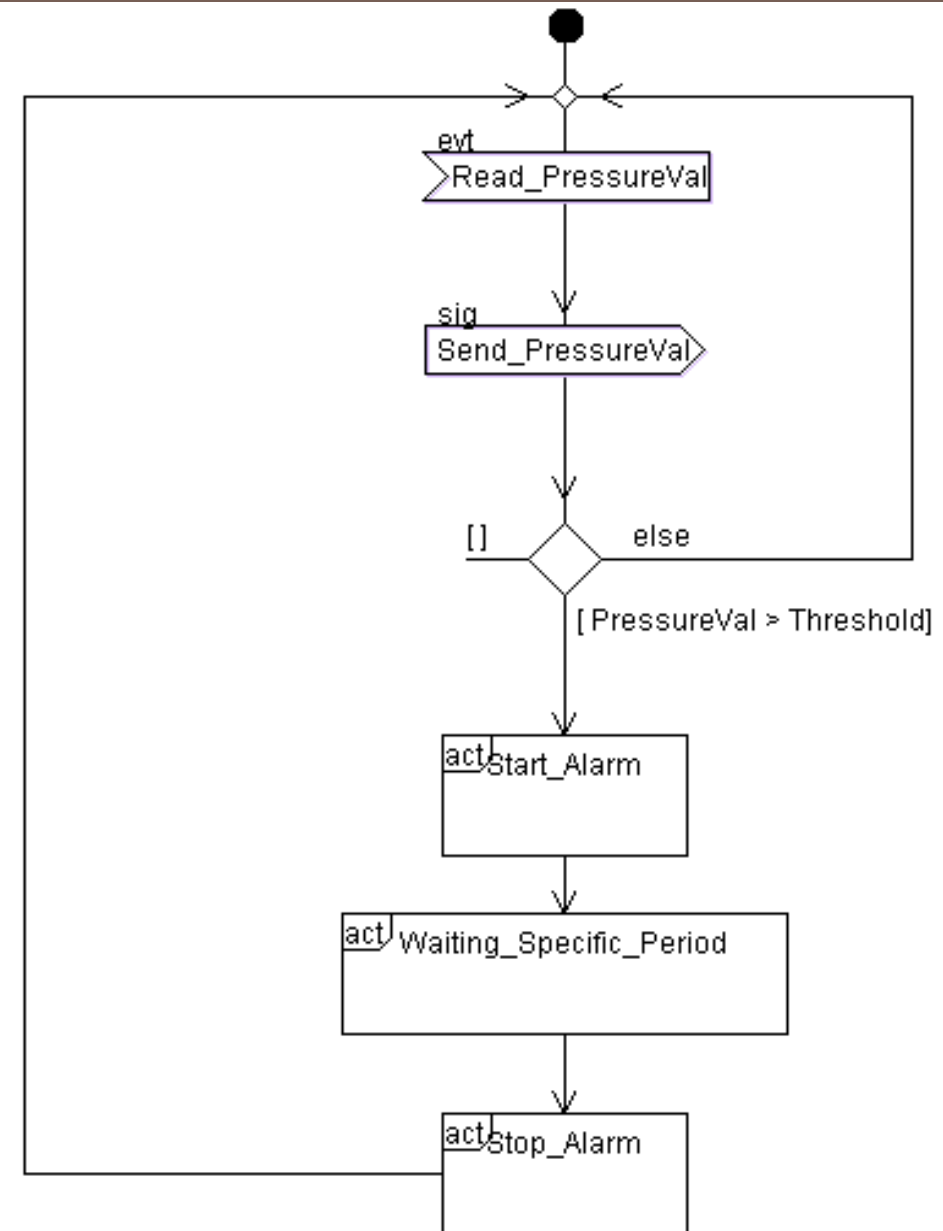 evt
Read_PressureVal
sig
Send_PressureVal
[ ]
else
[ PressureVal > Threshold]
act
Start_Alarm
act
Waiting_Specific_Period
act
Stop_Alarm